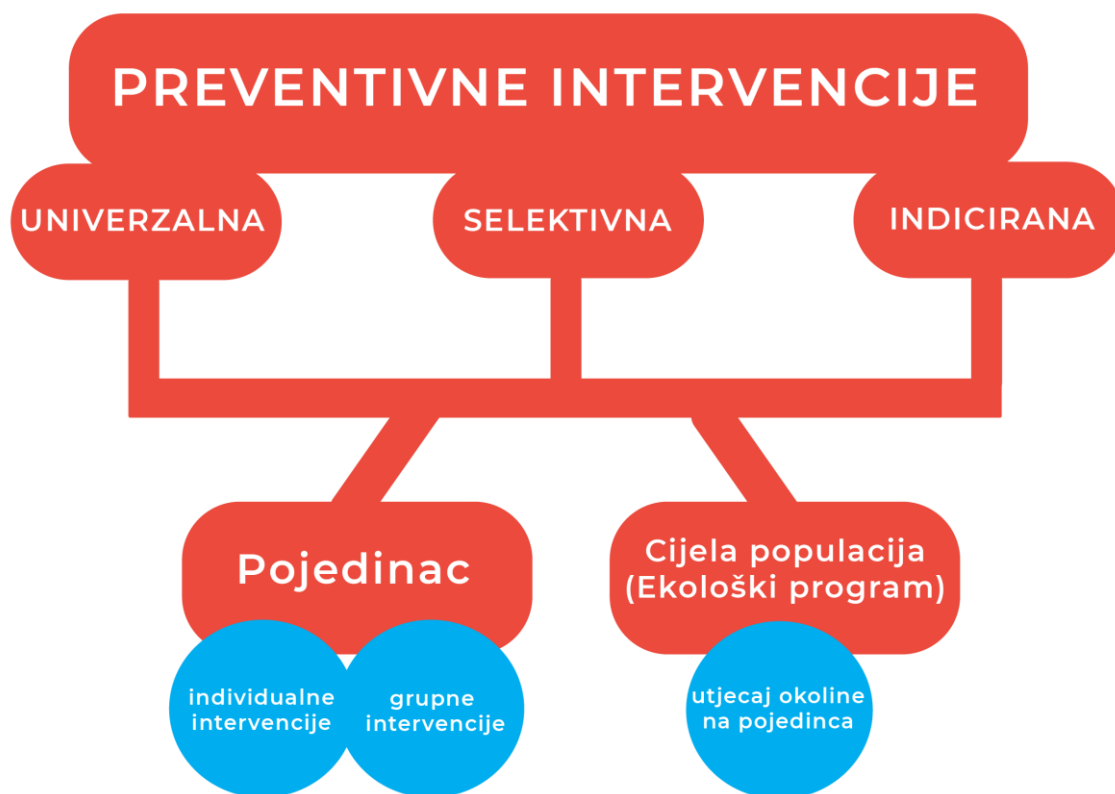 PREVENTIVNE INTERVENCIJE
UNIVERZALNA
SELEKTIVNA
INDICIRANA
Pojedinac
Cijela populacija
(Ekološki program)
individualne
intervencije
grupne
intervencije
utjecaj okoline
na pojedinca